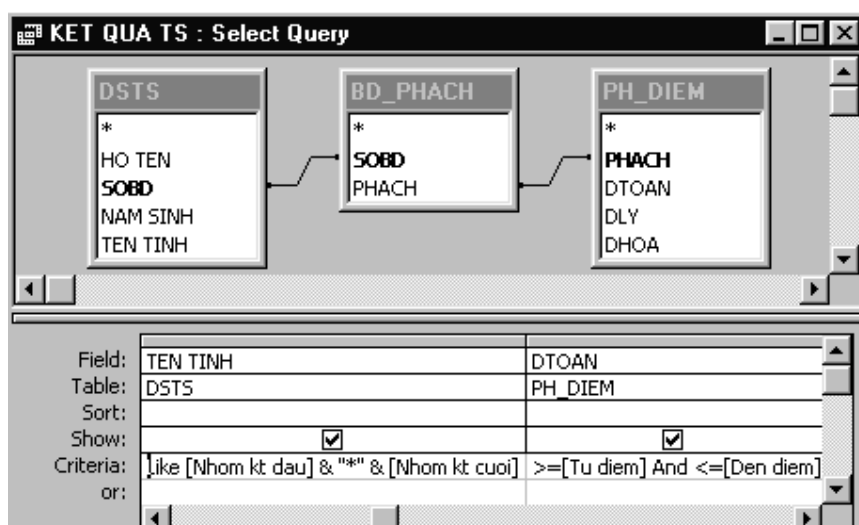 KET QUA TS : Select Query
DSTS
*
HO TEN
SOBD
NAM SINH
TEN TINH
BD_PHACH
*
SOBD
PHACH
PH_DIEM
*
PHACH
DTOAN
DLY
DHOA
Field: TEN TINH DTOAN
Table: DSTS PH_DIEM
Sort:
Show:
Criteria: Like [Nhom kt dau] & "*" & [Nhom kt cuoi] >=[Tu diem] And <=[Den diem]
or: